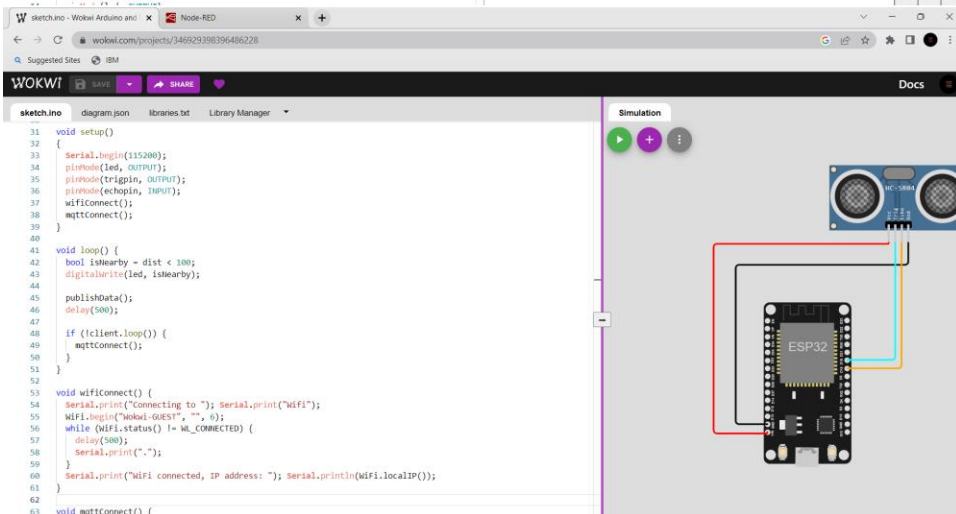 sketch.ino - Wokwi Arduino and
Node-RED
wokwi.com/projects/346929398396486228
Suggested Sites
IBM
WOKWI
SAVE
SHARE
Docs
sketch.ino
diagram.json
libraries.txt
Library Manager
Simulation
31 void setup()
32 {
33 Serial.begin(115200);
34 pinMode(led, OUTPUT);
35 pinMode(trigpin, OUTPUT);
36 pinMode(echopin, INPUT);
37 wifiConnect();
38 mqttConnect();
39 }
40
41 void loop() {
42 bool isNearby = dist < 100;
43 digitalWrite(led, isNearby);
44
45 publishData();
46 delay(500);
47
48 if (!client.loop()) {
49 mqttConnect();
50 }
51 }
52
53 void wifiConnect() {
54 Serial.print("Connecting to "); Serial.print("Wifi");
55 WiFi.begin("Wokwi-GUEST", "", 6);
56 while (WiFi.status() != WL_CONNECTED) {
57 delay(500);
58 Serial.print(".");
59 }
60 Serial.print("WiFi connected, IP address: "); Serial.println(WiFi.localIP());
61 }
62
63 void mqttConnect() {
HC-SR04
ESP32